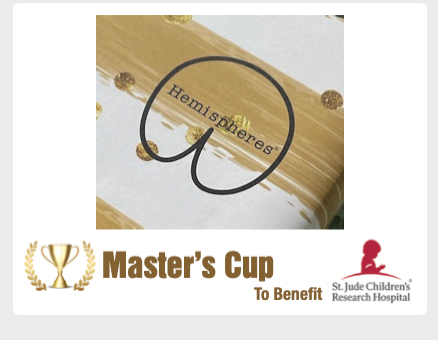 Hemispheres®
Master's Cup
To Benefit
St. Jude Children's®
Research Hospital